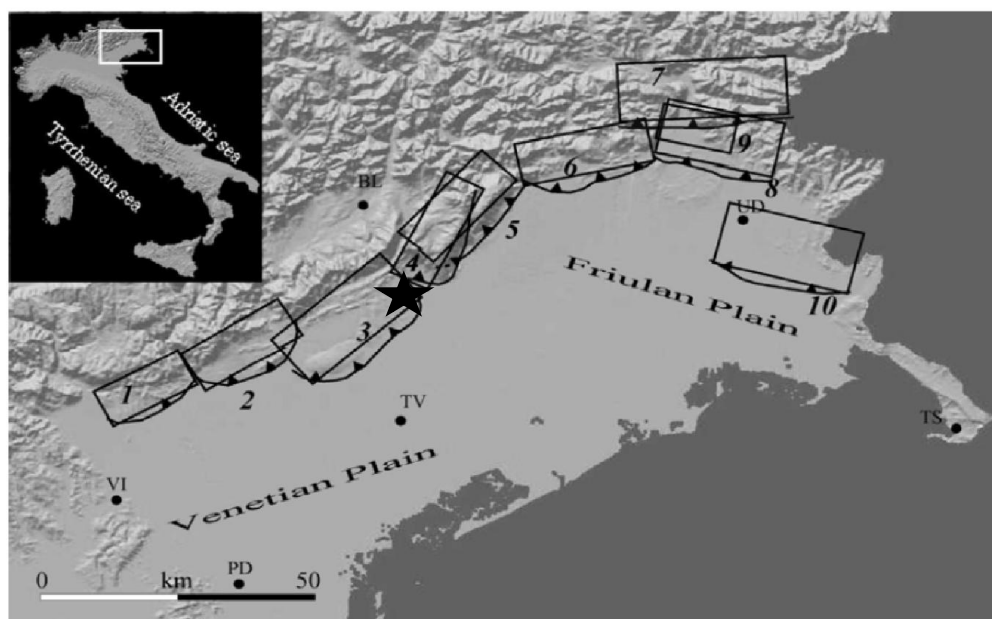 Adriatic sea
Tyrrhenian sea
7
9
8
6
BL
5
UD
4
Friulan Plain
10
3
1
2
TV
TS
Venetian Plain
VI
PD
0 km 50